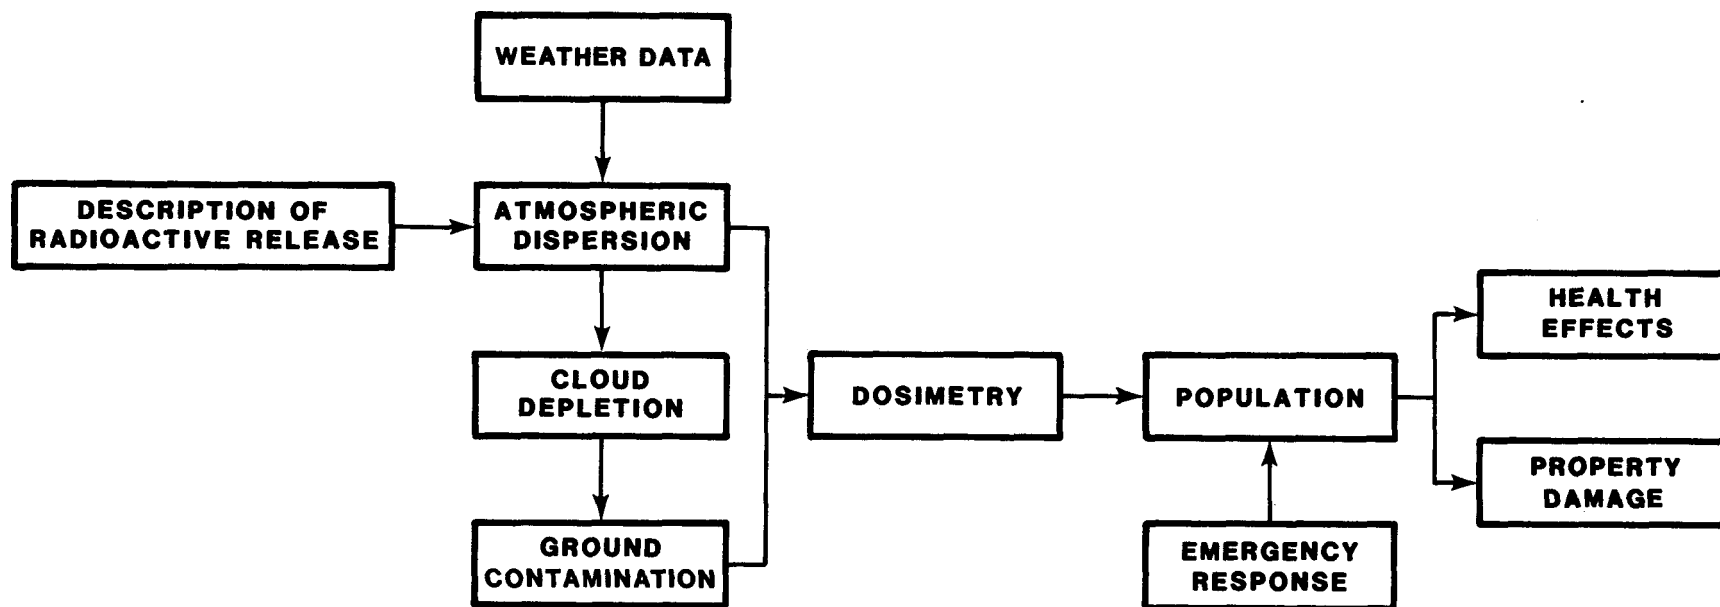 WEATHER DATA
DESCRIPTION OF
RADIOACTIVE RELEASE
ATMOSPHERIC
DISPERSION
CLOUD
DEPLETION
GROUND
CONTAMINATION
DOSIMETRY
POPULATION
EMERGENCY
RESPONSE
HEALTH
EFFECTS
PROPERTY
DAMAGE